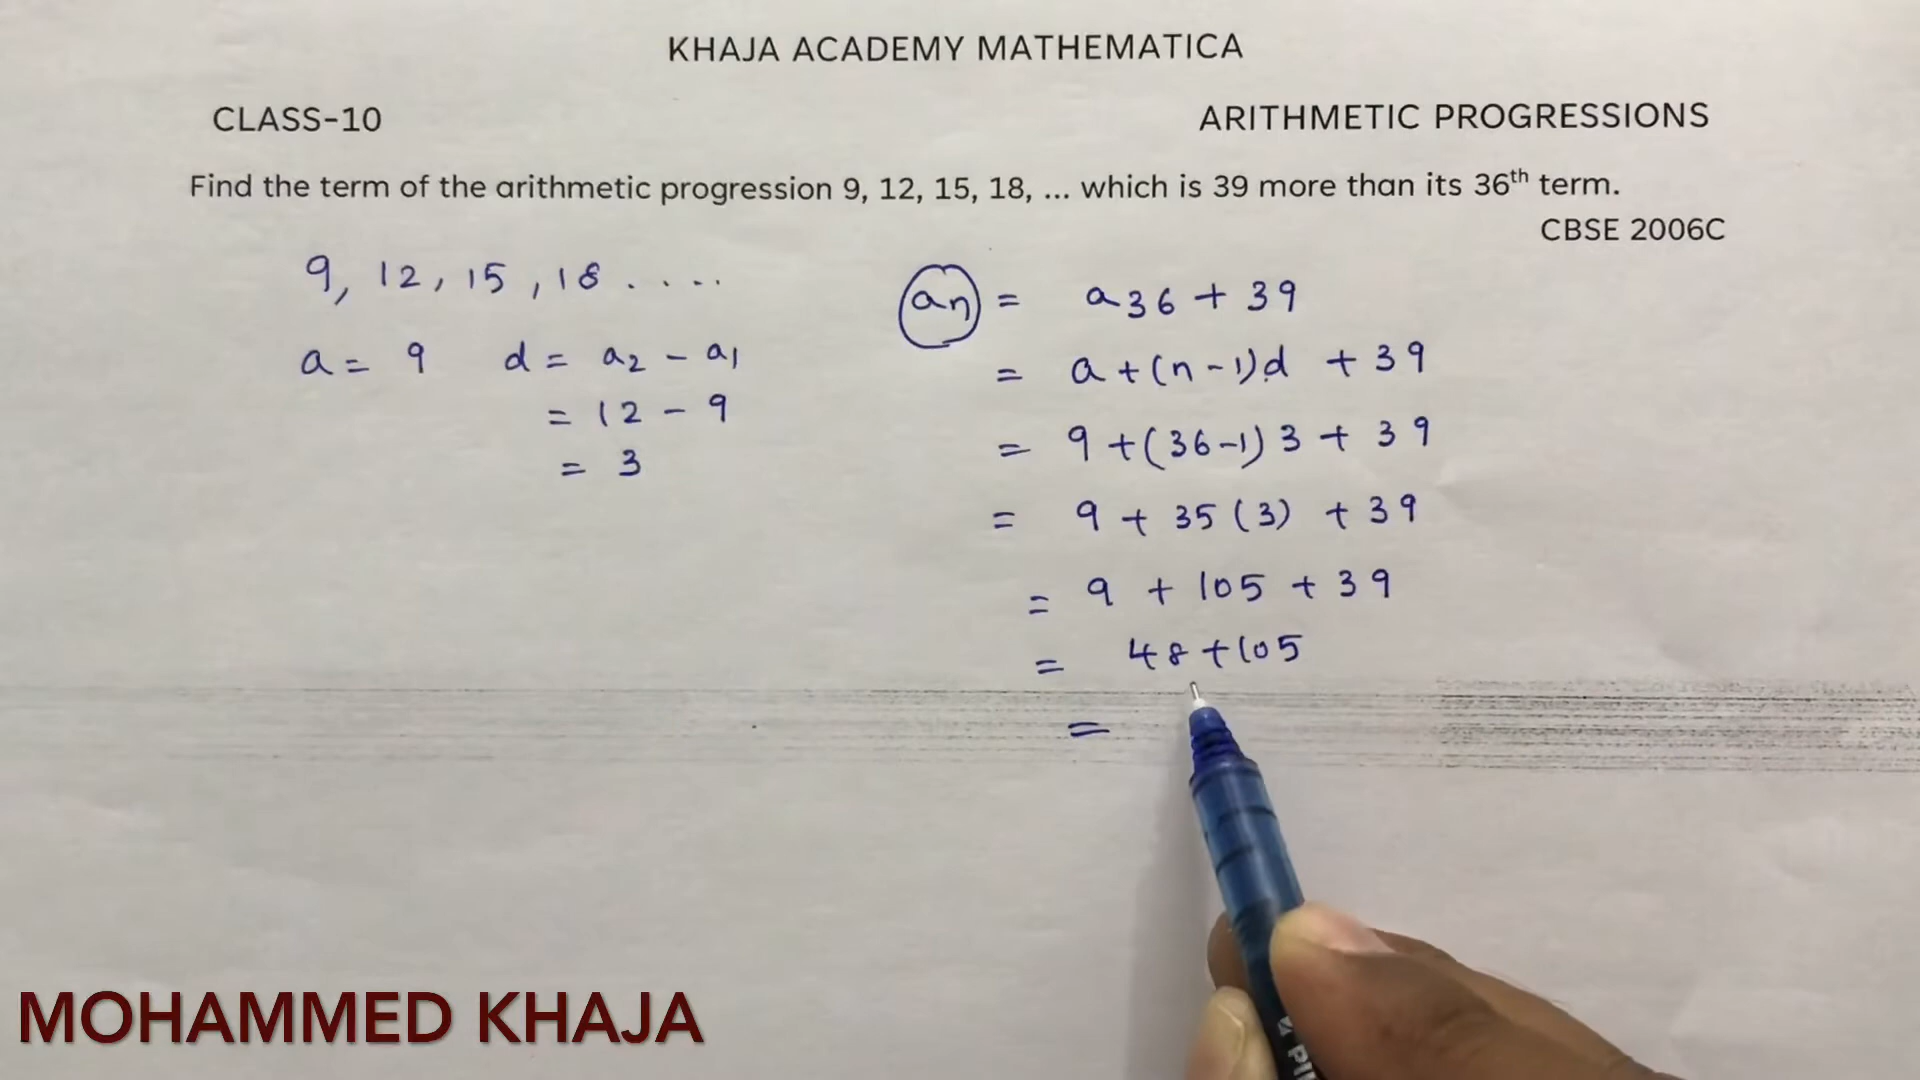 KHAJA ACADEMY MATHEMATICA
CLASS-10
ARITHMETIC PROGRESSIONS
Find the term of the arithmetic progression 9, 12, 15, 18, ... which is 39 more than its 36th term.
CBSE 2006C
9, 12, 15, 18 ....
a = 9 d = a2 - a1
= 12 - 9
= 3
an = a36 + 39
= a + (n-1)d + 39
= 9 + (36-1) 3 + 39
= 9 + 35 (3) + 39
= 9 + 105 + 39
= 48 + 105
=
MOHAMMED KHAJA